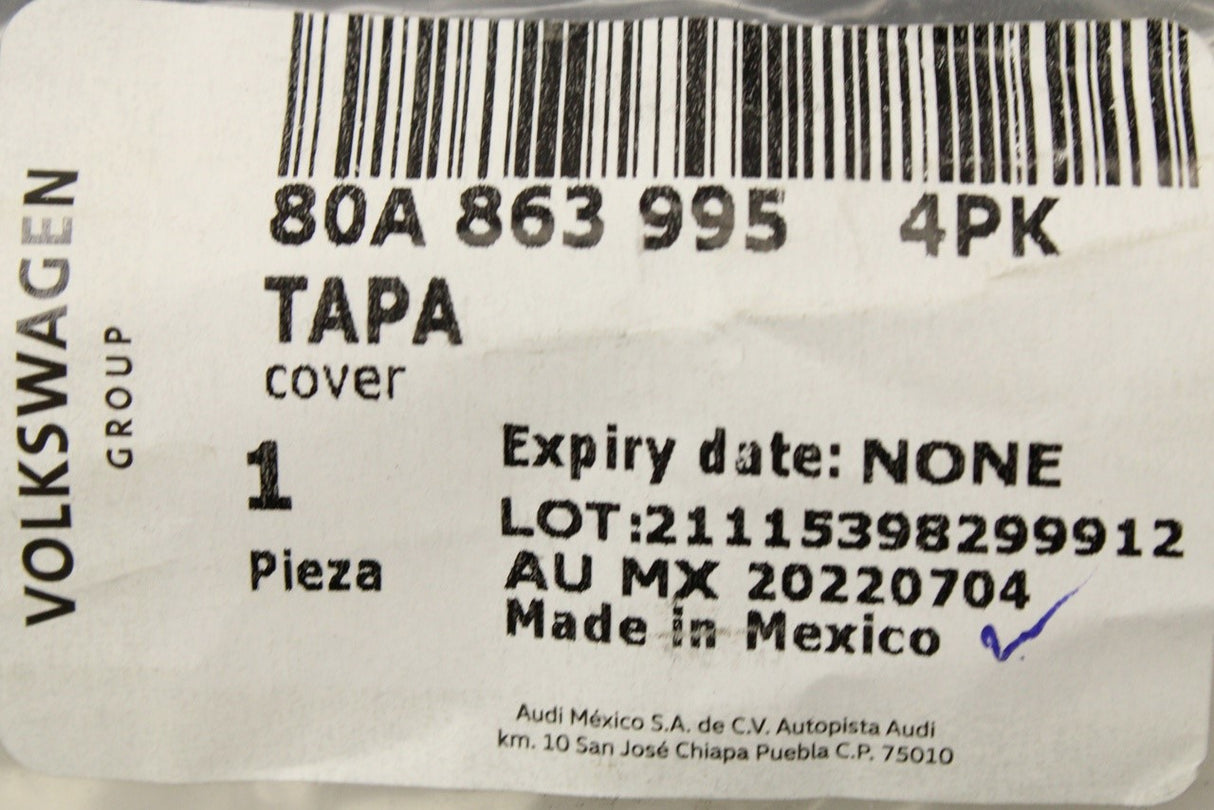 VOLKSWAGEN
GROUP
80A 863 995 4PK
TAPA
cover
1
Pieza
Expiry date: NONE
LOT:21115398299912
AU MX 20220704
Made in Mexico
Audi México S.A. de C.V. Autopista Audi
km. 10 San José Chiapa Puebla C.P. 75010